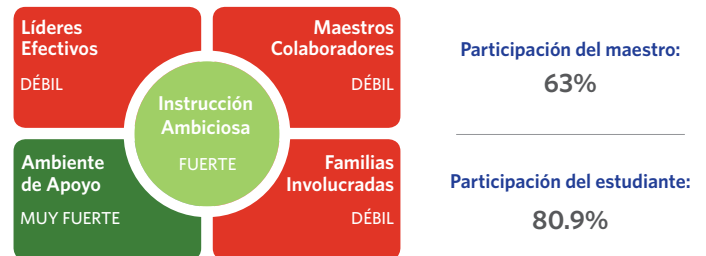 Líderes
Efectivos
DÉBIL
Maestros
Colaboradores
DÉBIL
Instrucción
Ambiciosa
FUERTE
Ambiente
de Apoyo
MUY FUERTE
Familias
Involucradas
DÉBIL
Participación del maestro:
63%
Participación del estudiante:
80.9%